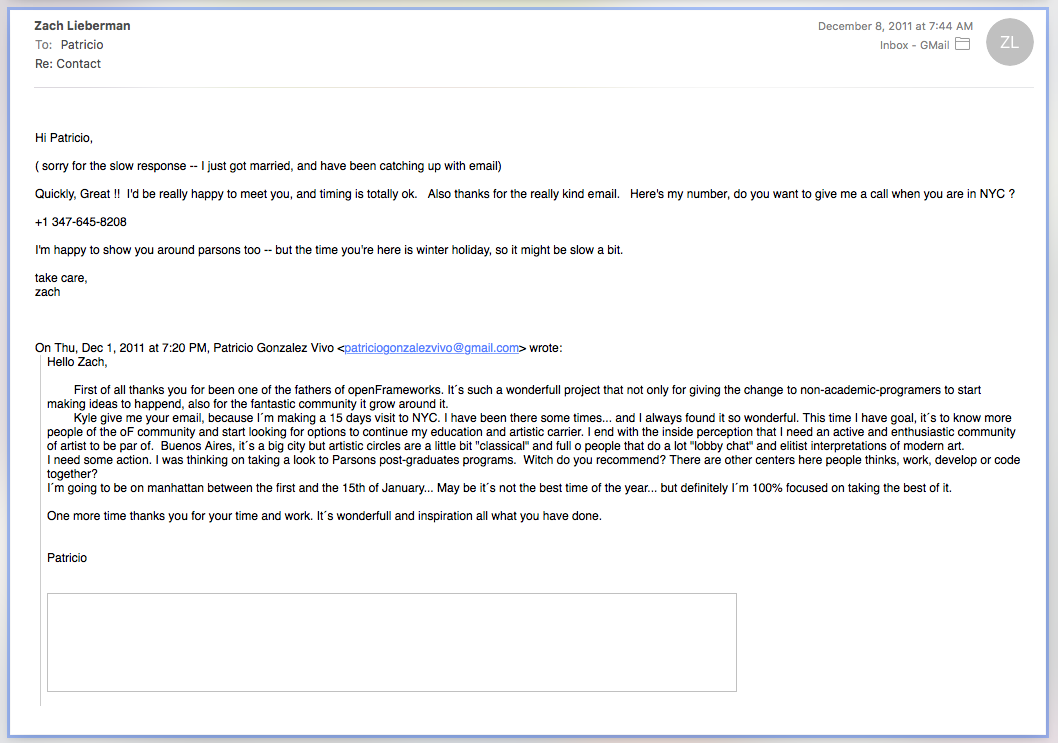 Zach Lieberman
December 8, 2011 at 7:44 AM
To: Patricio
Inbox - GMail
ZL
Re: Contact
Hi Patricio,
( sorry for the slow response -- I just got married, and have been catching up with email)
Quickly, Great !!  I'd be really happy to meet you, and timing is totally ok.   Also thanks for the really kind email.   Here's my number, do you want to give me a call when you are in NYC ?
+1 347-645-8208
I'm happy to show you around parsons too -- but the time you're here is winter holiday, so it might be slow a bit.
take care,
zach
On Thu, Dec 1, 2011 at 7:20 PM, Patricio Gonzalez Vivo <patriciogonzalezvivo@gmail.com> wrote:
Hello Zach,
First of all thanks you for been one of the fathers of openFrameworks. It´s such a wonderfull project that not only for giving the change to non-academic-programers to start
making ideas to happend, also for the fantastic community it grow around it.
Kyle give me your email, because I´m making a 15 days visit to NYC. I have been there some times... and I always found it so wonderful. This time I have goal, it´s to know more
people of the oF community and start looking for options to continue my education and artistic carrier. I end with the inside perception that I need an active and enthusiastic community
of artist to be par of.  Buenos Aires, it´s a big city but artistic circles are a little bit "classical" and full o people that do a lot "lobby chat" and elitist interpretations of modern art.
I need some action. I was thinking on taking a look to Parsons post-graduates programs.  Witch do you recommend? There are other centers here people thinks, work, develop or code
together?
I´m going to be on manhattan between the first and the 15th of January... May be it´s not the best time of the year... but definitely I´m 100% focused on taking the best of it.
One more time thanks you for your time and work. It´s wonderfull and inspiration all what you have done.
Patricio